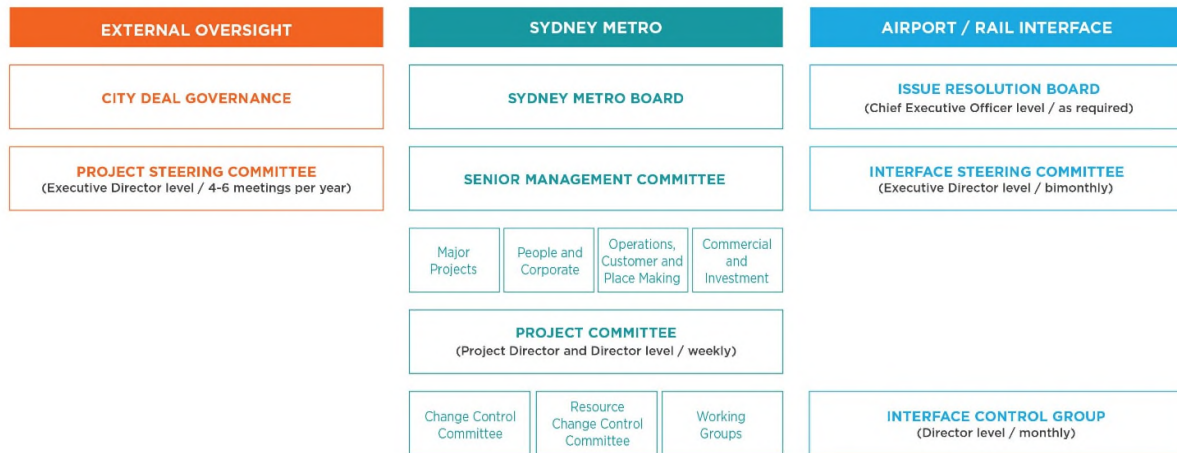 EXTERNAL OVERSIGHT
CITY DEAL GOVERNANCE
PROJECT STEERING COMMITTEE
(Executive Director level / 4-6 meetings per year)
SYDNEY METRO
SYDNEY METRO BOARD
SENIOR MANAGEMENT COMMITTEE
Major
Projects
People and
Corporate
Operations,
Customer and
Place Making
Commercial
and
Investment
PROJECT COMMITTEE
(Project Director and Director level / weekly)
Change Control
Committee
Resource
Change Control
Committee
Working
Groups
AIRPORT / RAIL INTERFACE
ISSUE RESOLUTION BOARD
(Chief Executive Officer level / as required)
INTERFACE STEERING COMMITTEE
(Executive Director level / bimonthly)
INTERFACE CONTROL GROUP
(Director level / monthly)